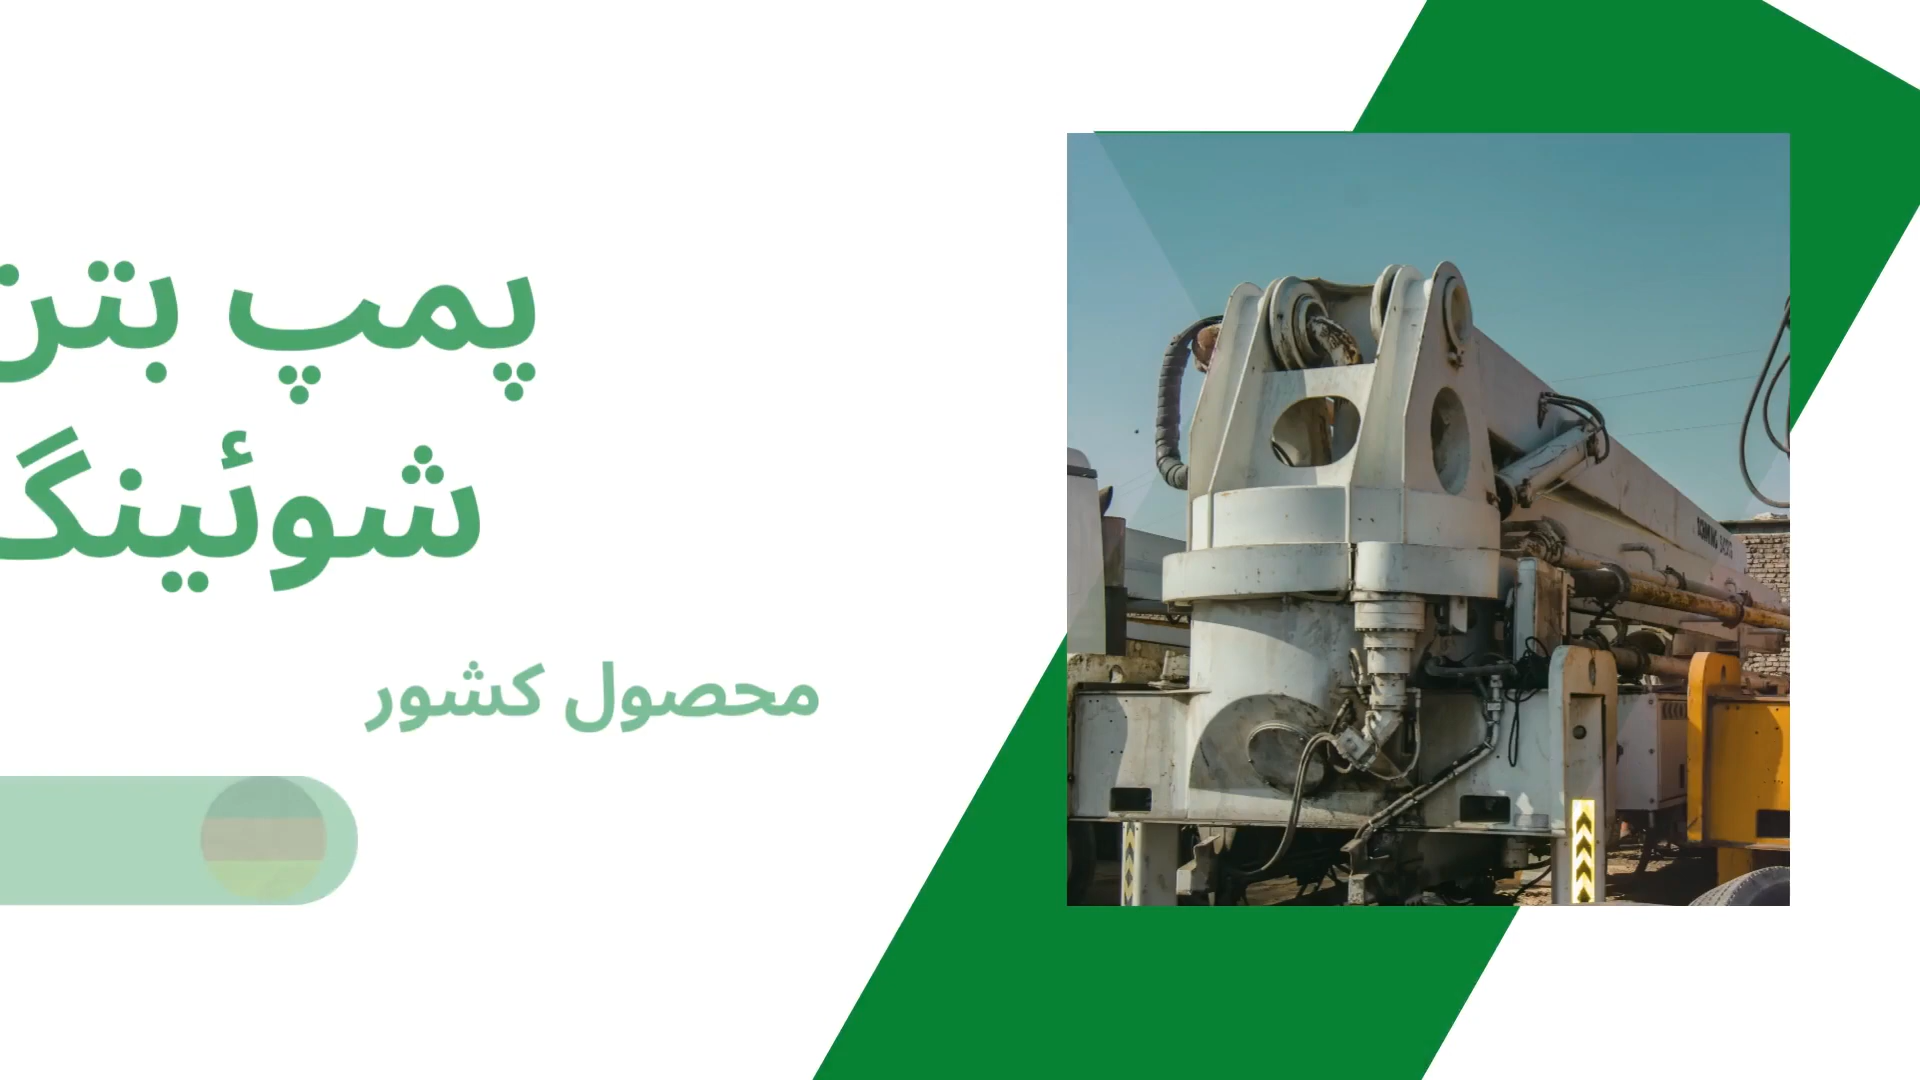 پمپ بتن
شوئینگ
محصول کشور